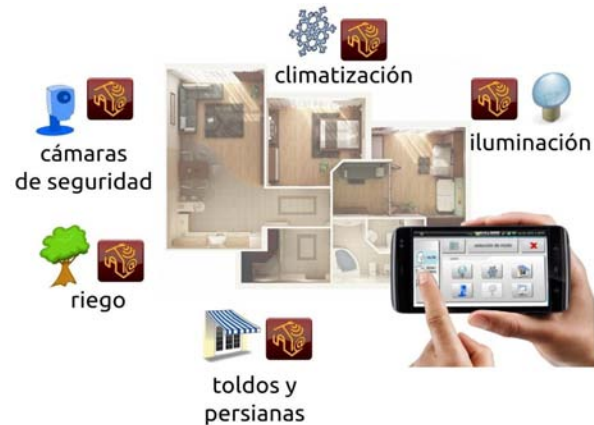 climatización
iluminación
cámaras
de seguridad
riego
toldos y
persianas